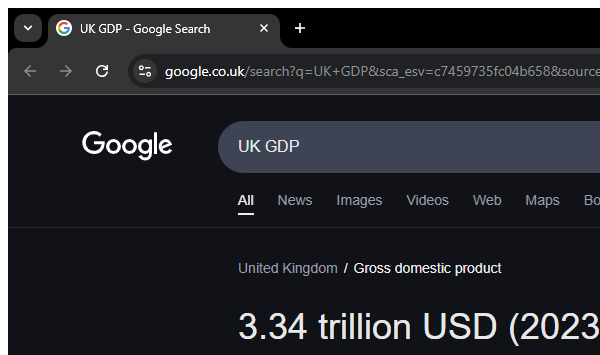 UK GDP - Google Search
google.co.uk/search?q=UK+GDP&sca_esv=c7459735fc04b658&source
Google UK GDP
All News Images Videos Web Maps Bo
United Kingdom / Gross domestic product
3.34 trillion USD (2023